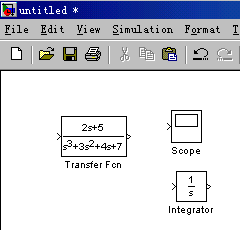 untitled *
File Edit View Simulation Format T
2s+5
s³+3s²+4s+7
Transfer Fcn
Scope
1
s
Integrator